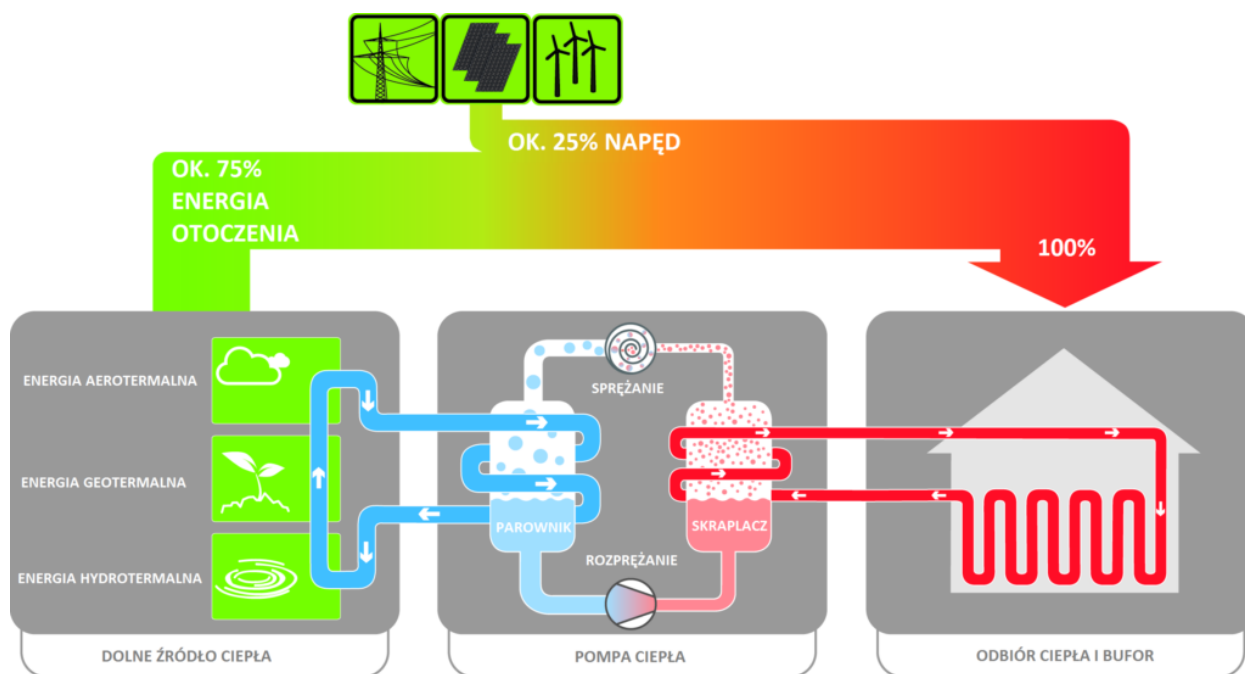 OK. 25% NAPĘD
OK. 75%
ENERGIA
OTOCZENIA
100%
ENERGIA AEROTERMALNA
ENERGIA GEOTERMALNA
ENERGIA HYDROTERMALNA
SPRĘŻANIE
PAROWNIK
SKRAPLACZ
ROZPRĘŻANIE
DOLNE ŹRÓDŁO CIEPŁA
POMPA CIEPŁA
ODBIÓR CIEPŁA I BUFOR